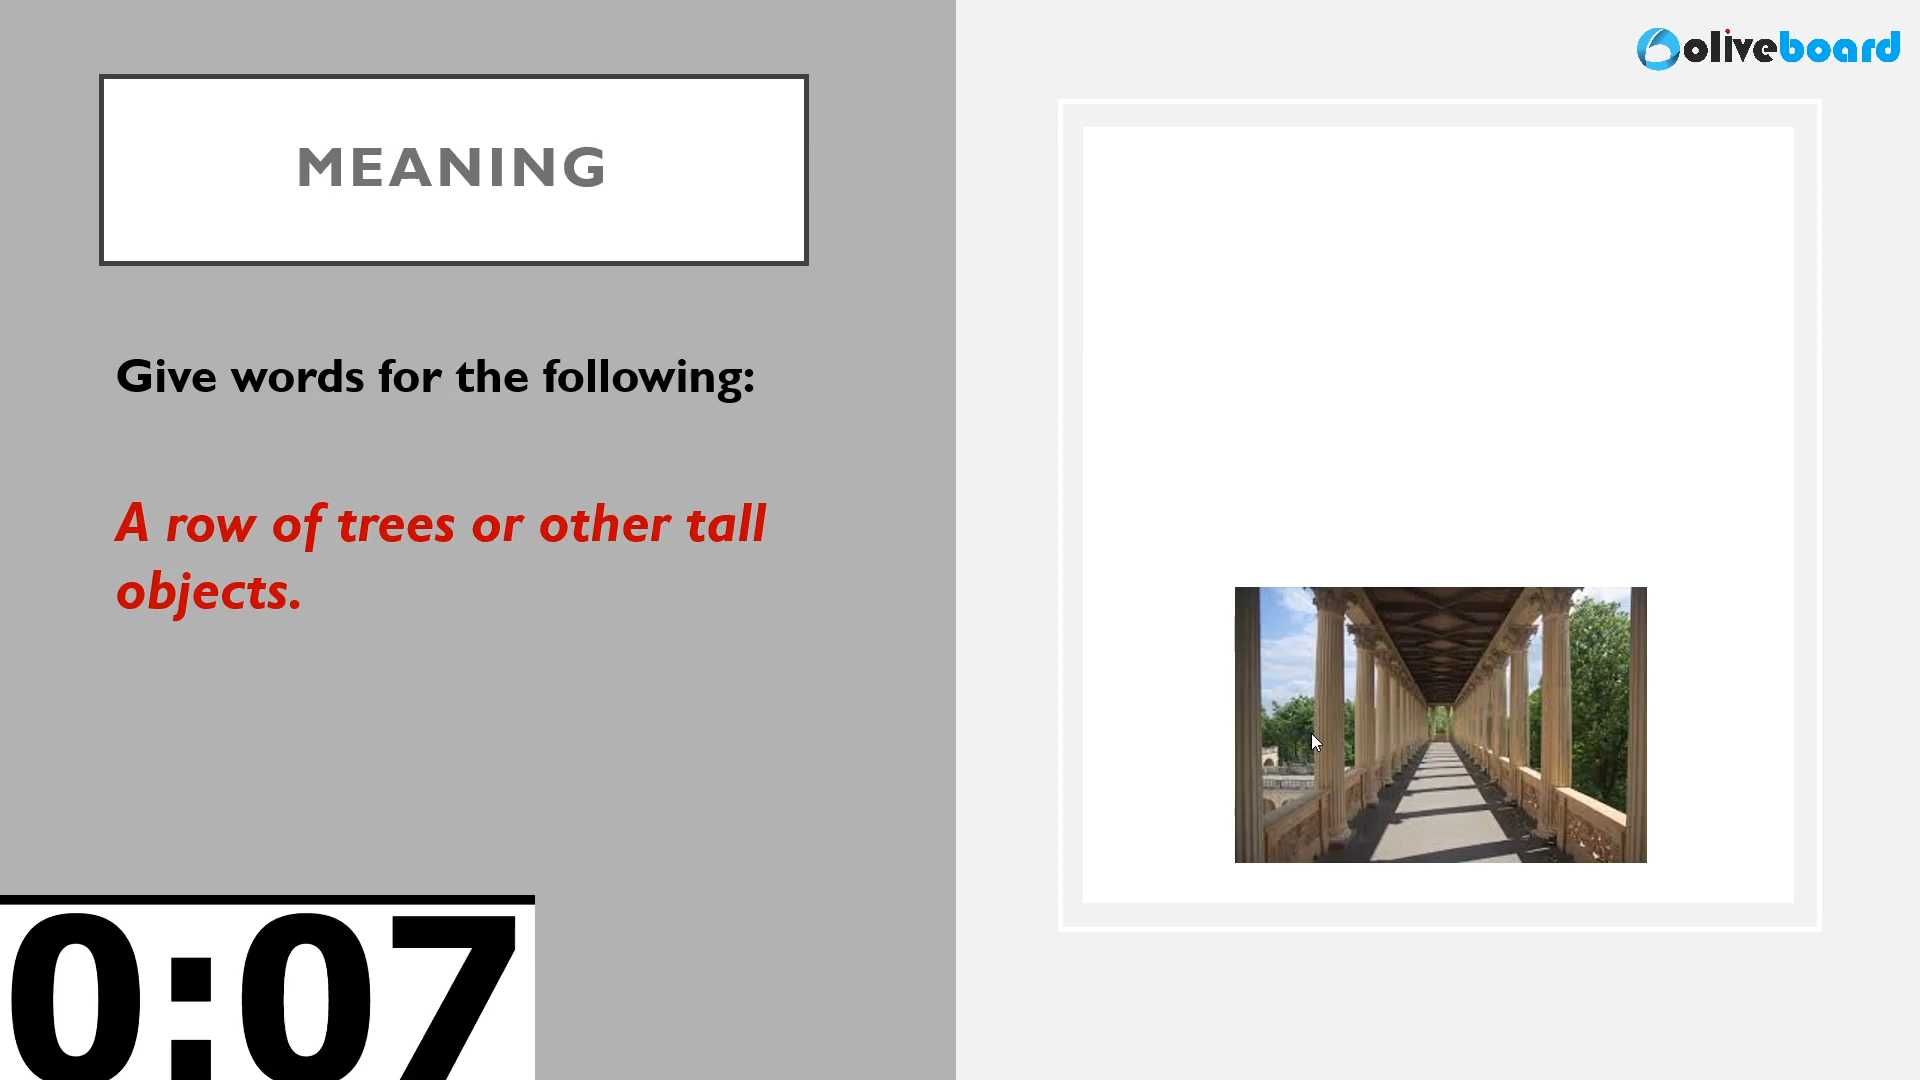 oliveboard
MEANING
Give words for the following:
A row of trees or other tall
objects.
0:07